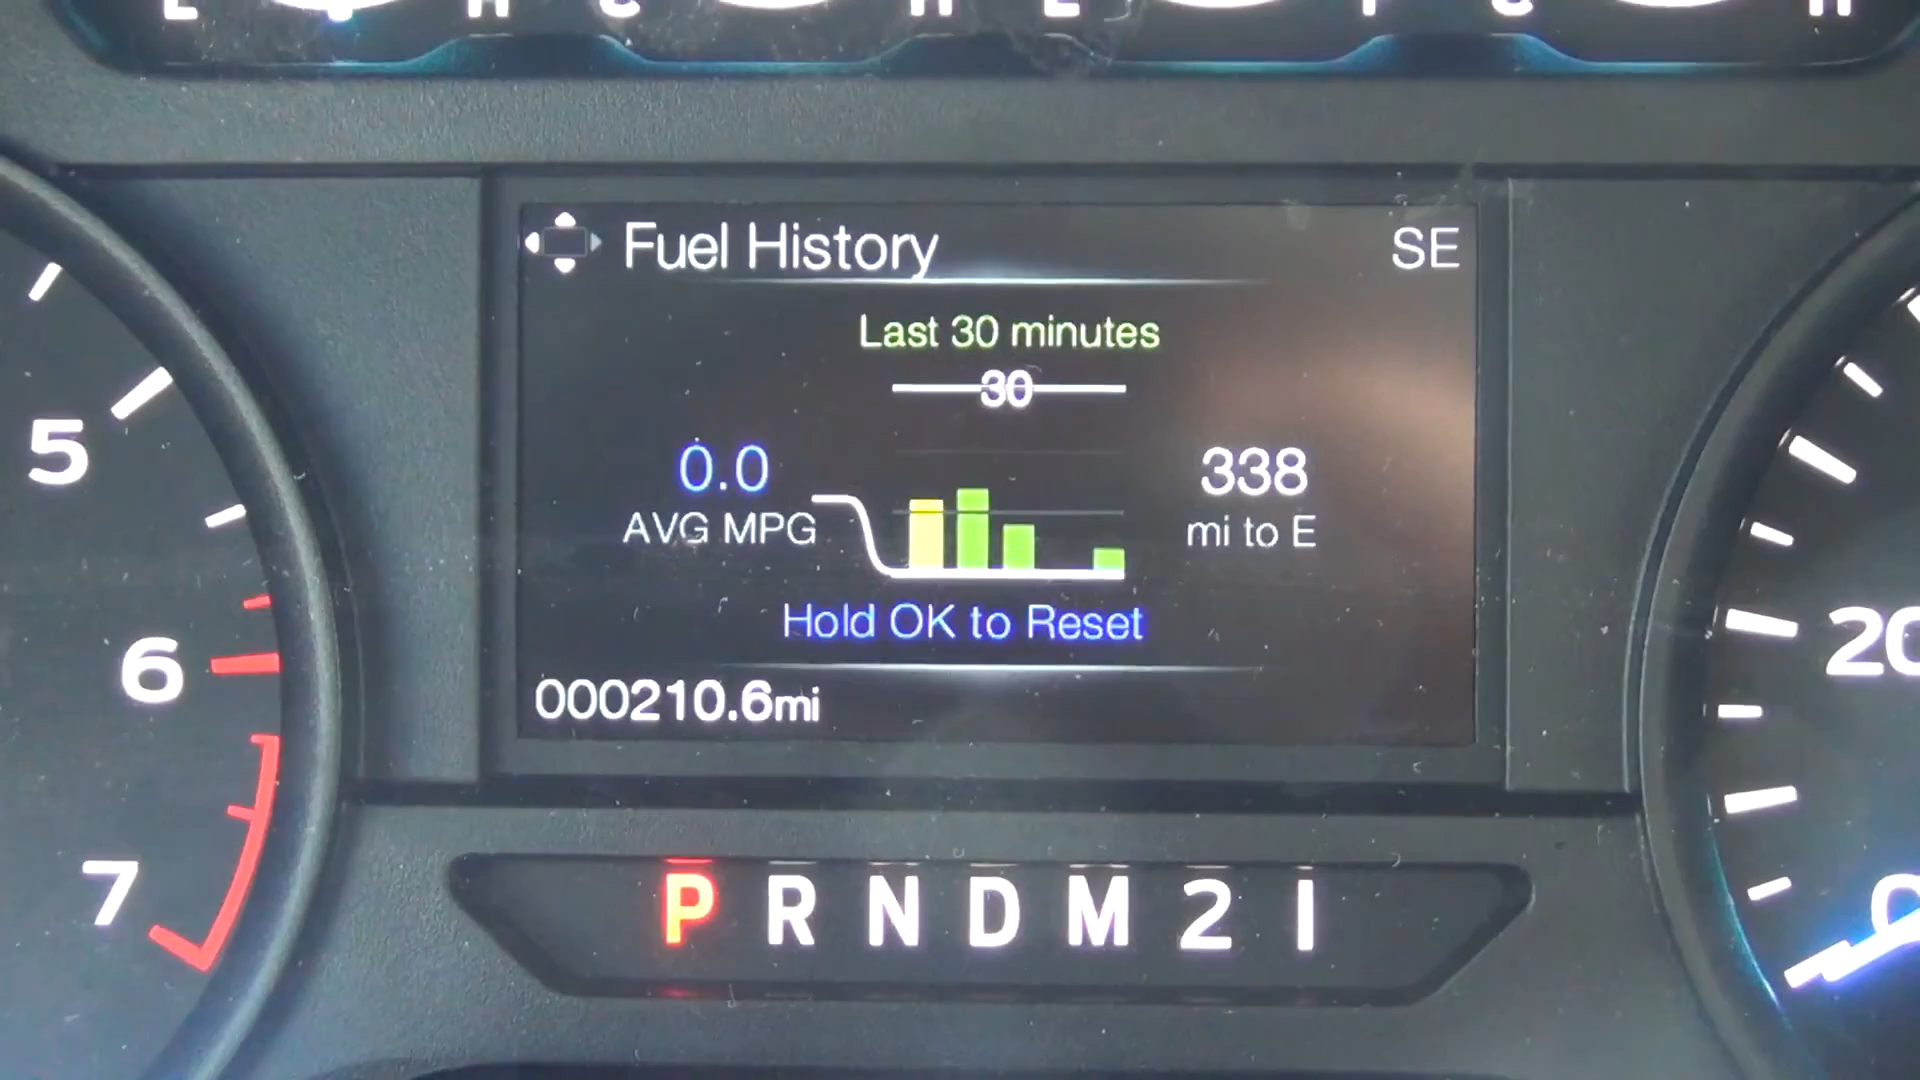 Fuel History
SE
Last 30 minutes
30
0.0
AVG MPG
338
mi to E
Hold OK to Reset
000210.6mi
5
6
7
20
0
P R N D M 2 1